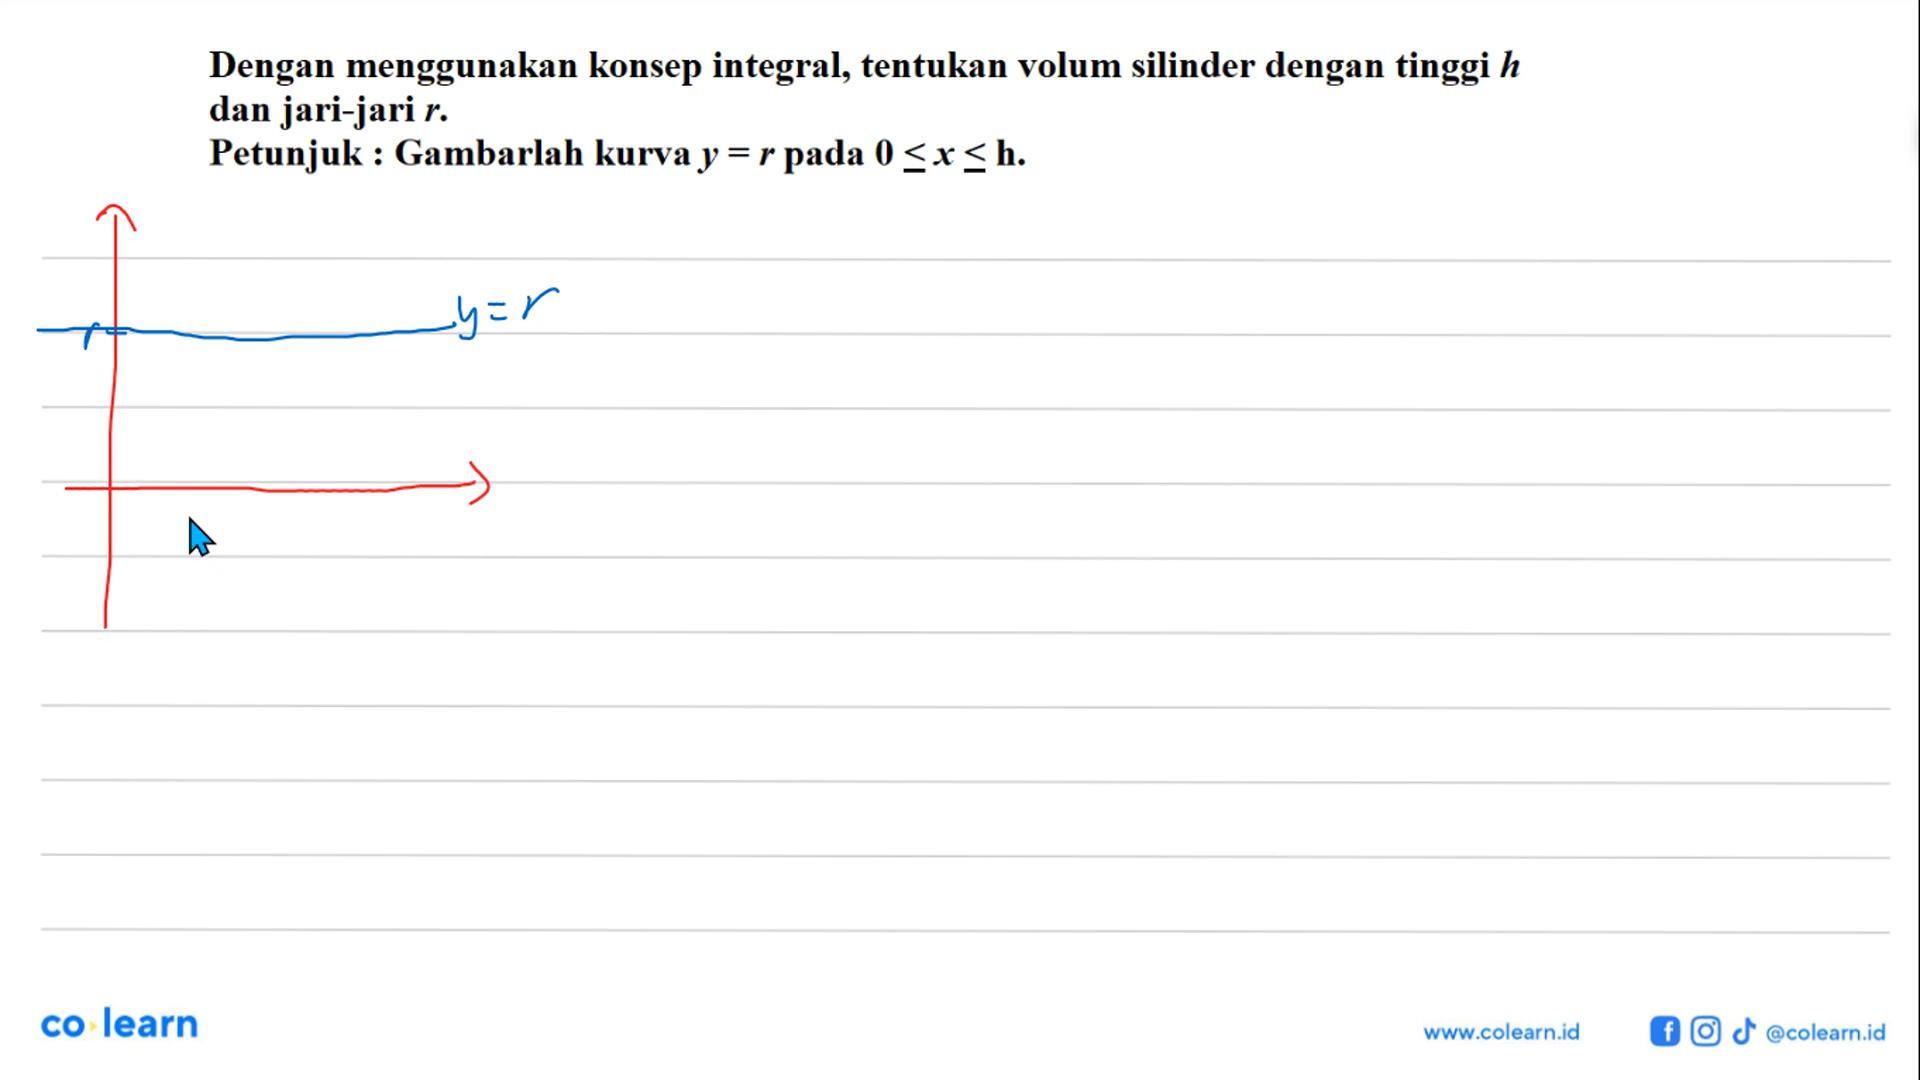 Dengan menggunakan konsep integral, tentukan volum silinder dengan tinggi h
dan jari-jari r.
Petunjuk : Gambarlah kurva y = r pada 0 ≤ x ≤ h.
y = r
r
co learn
www.colearn.id
@colearn.id